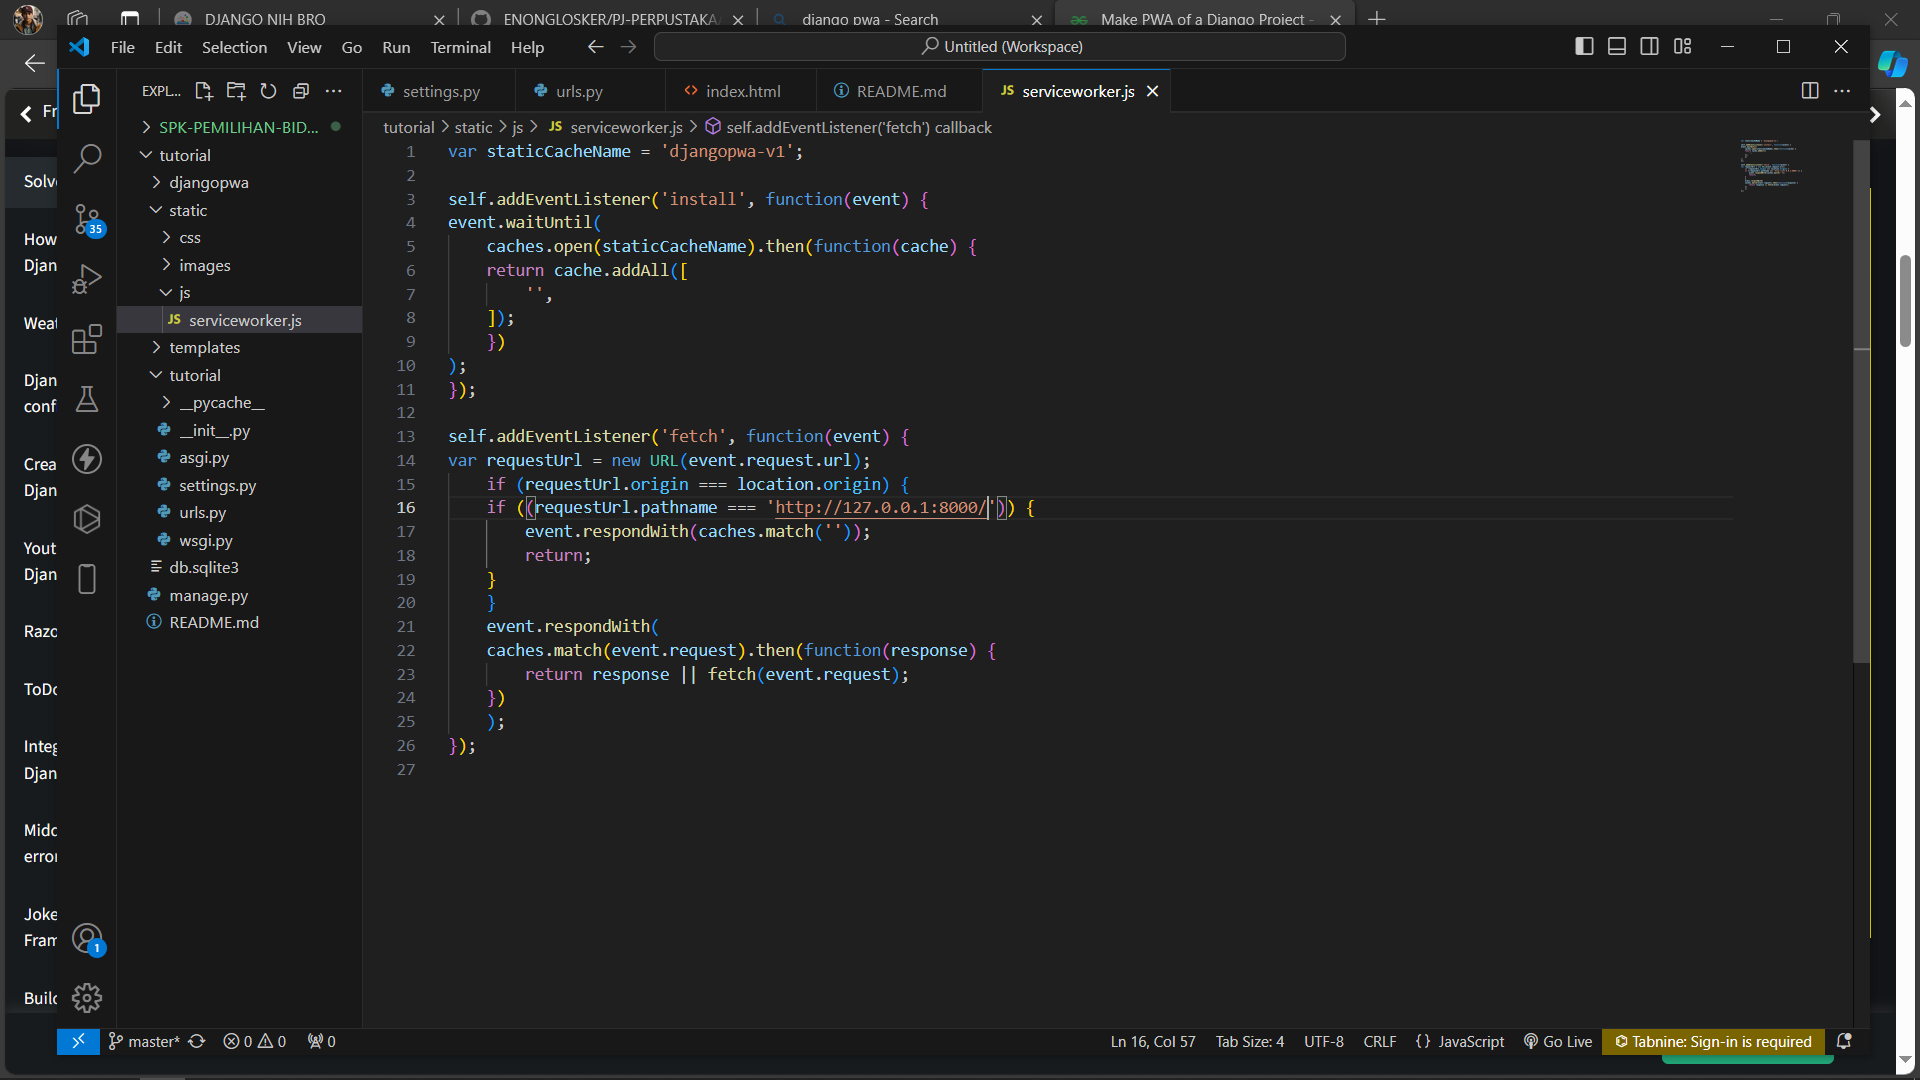 DJANGO NIH BRO
ENONGLOSKER/PJ-PERPUSTAKA
django pwa - Search
Make PWA of a Django Project -
File Edit Selection View Go Run Terminal Help
Untitled (Workspace)
EXPL...
settings.py
urls.py
index.html
README.md
serviceworker.js
tutorial > static > js > JS serviceworker.js > self.addEventListener('fetch') callback
SPK-PEMILIHAN-BID...
tutorial
djangopwa
static
css
images
js
JS serviceworker.js
templates
tutorial
__pycache__
__init__.py
asgi.py
settings.py
urls.py
wsgi.py
db.sqlite3
manage.py
README.md
35
1
Fr
Solve
How
Djan
Weat
Djan
conf
Crea
Djan
Yout
Djan
Razo
ToDo
Integ
Djan
Midd
error
Joke
Fram
Build
1 var staticCacheName = 'djangopwa-v1';
2
3 self.addEventListener('install', function(event) {
4 event.waitUntil(
5 caches.open(staticCacheName).then(function(cache) {
6 return cache.addAll([
7 '',
8 ]);
9 })
10 );
11 });
12
13 self.addEventListener('fetch', function(event) {
14 var requestUrl = new URL(event.request.url);
15 if (requestUrl.origin === location.origin) {
16 if ((requestUrl.pathname === 'http://127.0.0.1:8000/')) {
17 event.respondWith(caches.match(''));
18 return;
19 }
20 }
21 event.respondWith(
22 caches.match(event.request).then(function(response) {
23 return response || fetch(event.request);
24 })
25 );
26 });
27
master* 0 0 0
Ln 16, Col 57 Tab Size: 4 UTF-8 CRLF {} JavaScript Go Live Tabnine: Sign-in is required